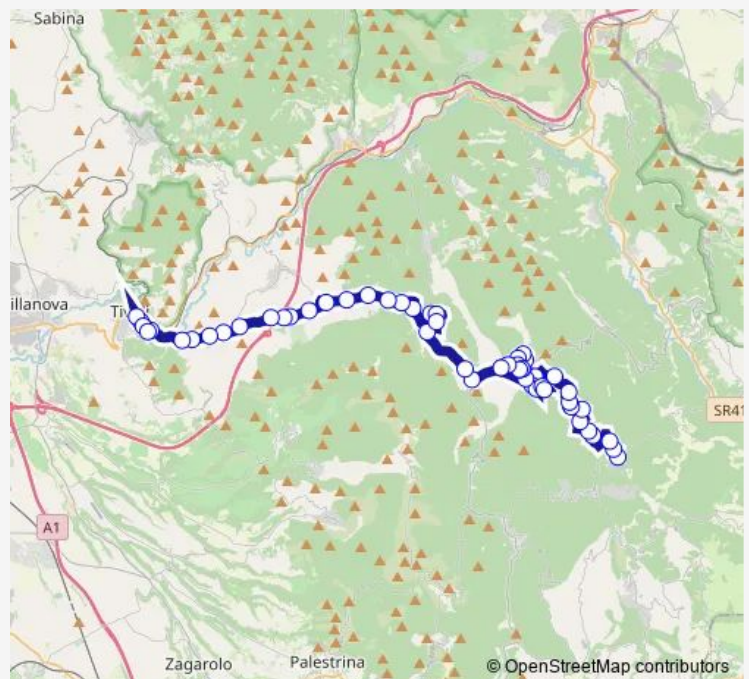 Sabina
illanova
Tiv
SR41
A1
Zagarolo
Palestrina
© OpenStreetMap contributors